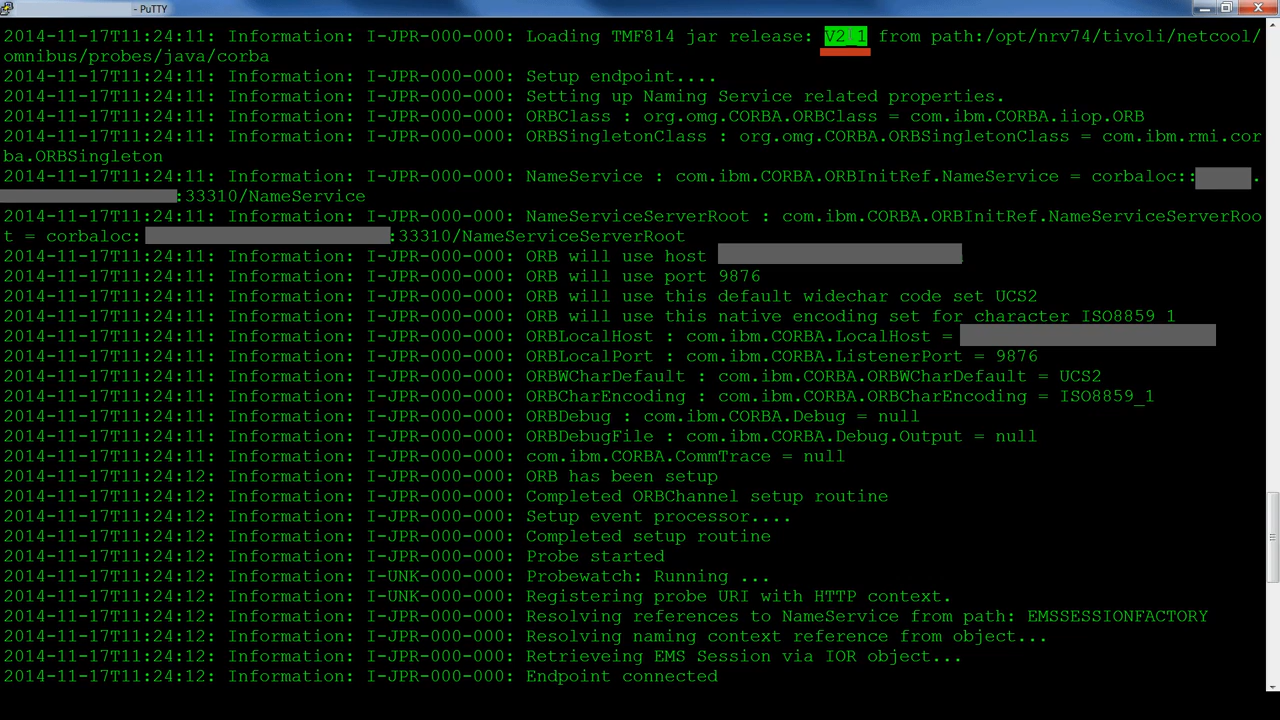 - PuTTY
2014-11-17T11:24:11: Information: I-JPR-000-000: Loading TMF814 jar release: V2_1 from path:/opt/nrv74/tivoli/netcool/
omnibus/probes/java/corba
2014-11-17T11:24:11: Information: I-JPR-000-000: Setup endpoint....
2014-11-17T11:24:11: Information: I-JPR-000-000: Setting up Naming Service related properties.
2014-11-17T11:24:11: Information: I-JPR-000-000: ORBClass : org.omg.CORBA.ORBClass = com.ibm.CORBA.iiop.ORB
2014-11-17T11:24:11: Information: I-JPR-000-000: ORBSingletonClass : org.omg.CORBA.ORBSingletonClass = com.ibm.rmi.cor
ba.ORBSingleton
2014-11-17T11:24:11: Information: I-JPR-000-000: NameService : com.ibm.CORBA.ORBInitRef.NameService = corbaloc:: .
:33310/NameService
2014-11-17T11:24:11: Information: I-JPR-000-000: NameServiceServerRoot : com.ibm.CORBA.ORBInitRef.NameServiceServerRoo
t = corbaloc: :33310/NameServiceServerRoot
2014-11-17T11:24:11: Information: I-JPR-000-000: ORB will use host
2014-11-17T11:24:11: Information: I-JPR-000-000: ORB will use port 9876
2014-11-17T11:24:11: Information: I-JPR-000-000: ORB will use this default widechar code set UCS2
2014-11-17T11:24:11: Information: I-JPR-000-000: ORB will use this native encoding set for character ISO8859_1
2014-11-17T11:24:11: Information: I-JPR-000-000: ORBLocalHost : com.ibm.CORBA.LocalHost =
2014-11-17T11:24:11: Information: I-JPR-000-000: ORBLocalPort : com.ibm.CORBA.ListenerPort = 9876
2014-11-17T11:24:11: Information: I-JPR-000-000: ORBWCharDefault : com.ibm.CORBA.ORBWCharDefault = UCS2
2014-11-17T11:24:11: Information: I-JPR-000-000: ORBCharEncoding : com.ibm.CORBA.ORBCharEncoding = ISO8859_1
2014-11-17T11:24:11: Information: I-JPR-000-000: ORBDebug : com.ibm.CORBA.Debug = null
2014-11-17T11:24:11: Information: I-JPR-000-000: ORBDebugFile : com.ibm.CORBA.Debug.Output = null
2014-11-17T11:24:11: Information: I-JPR-000-000: com.ibm.CORBA.CommTrace = null
2014-11-17T11:24:12: Information: I-JPR-000-000: ORB has been setup
2014-11-17T11:24:12: Information: I-JPR-000-000: Completed ORBChannel setup routine
2014-11-17T11:24:12: Information: I-JPR-000-000: Setup event processor....
2014-11-17T11:24:12: Information: I-JPR-000-000: Completed setup routine
2014-11-17T11:24:12: Information: I-JPR-000-000: Probe started
2014-11-17T11:24:12: Information: I-UNK-000-000: Probewatch: Running ...
2014-11-17T11:24:12: Information: I-UNK-000-000: Registering probe URI with HTTP context.
2014-11-17T11:24:12: Information: I-JPR-000-000: Resolving references to NameService from path: EMSSESSIONFACTORY
2014-11-17T11:24:12: Information: I-JPR-000-000: Resolving naming context reference from object...
2014-11-17T11:24:12: Information: I-JPR-000-000: Retrieveing EMS Session via IOR object...
2014-11-17T11:24:12: Information: I-JPR-000-000: Endpoint connected